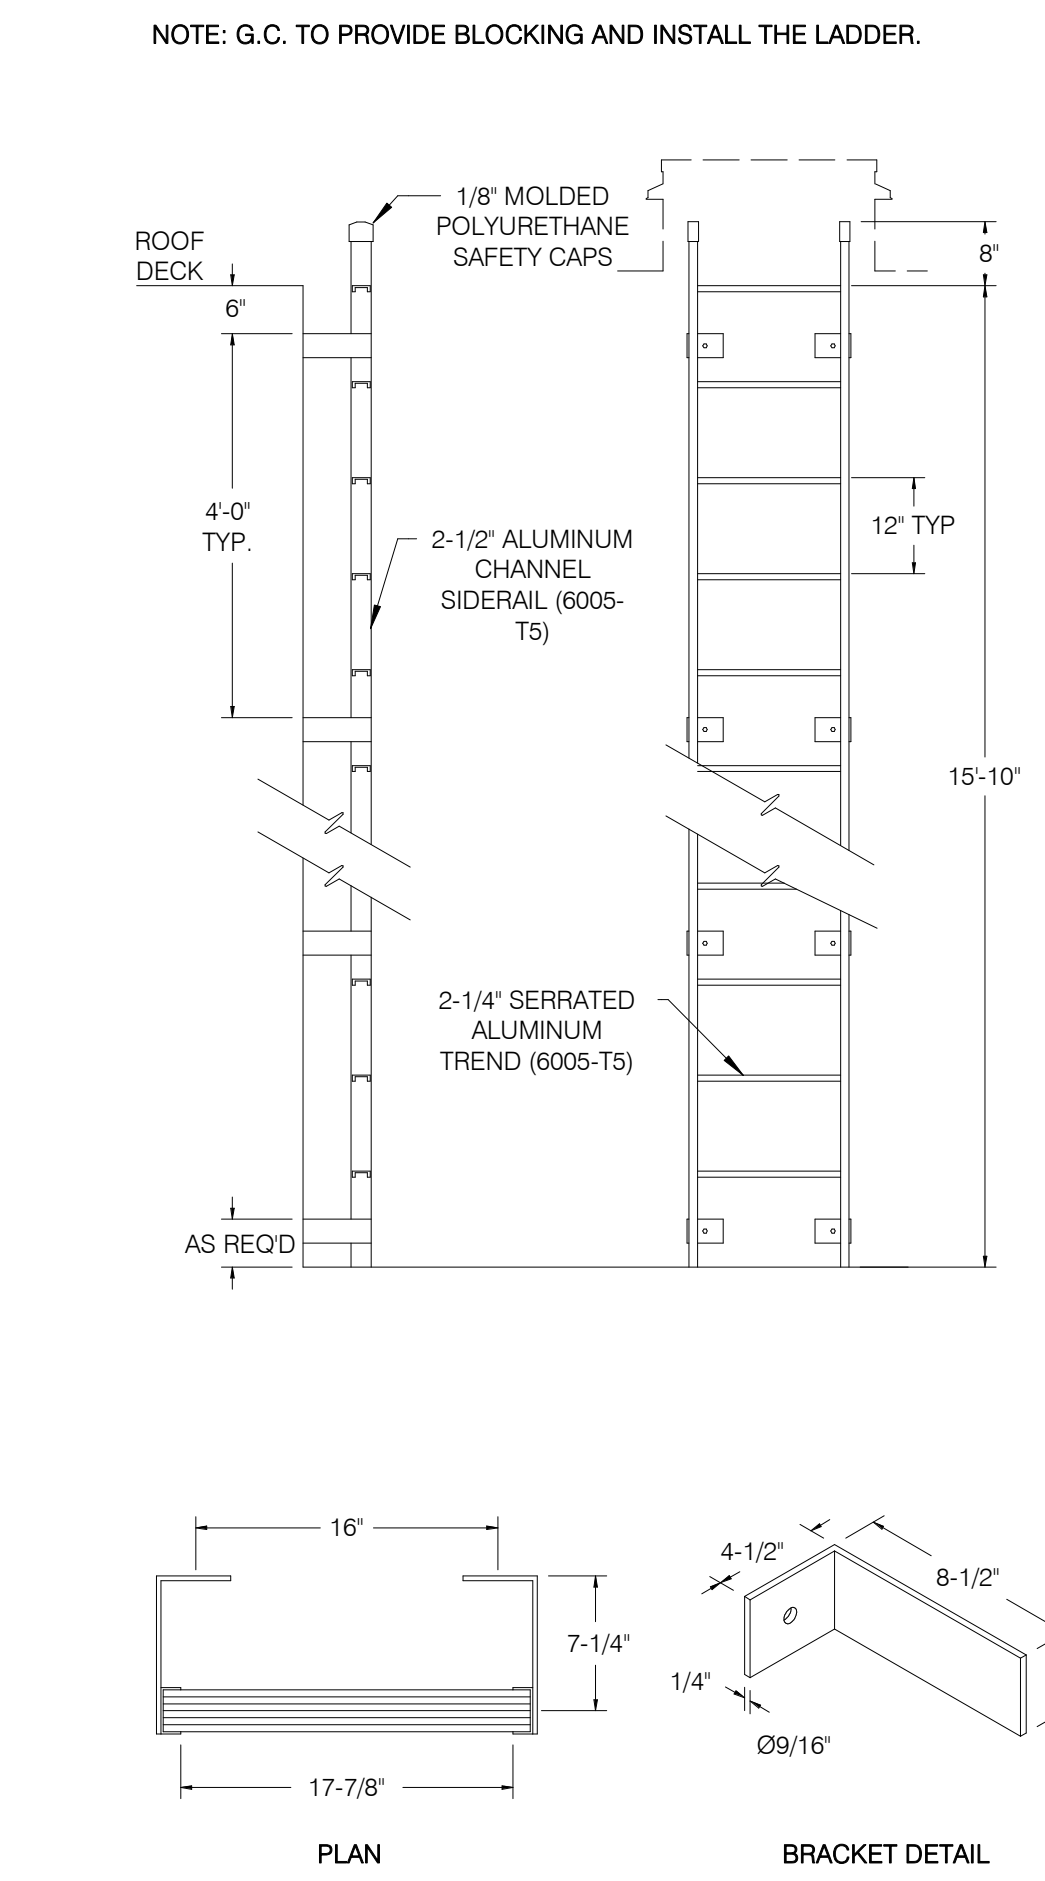 NOTE: G.C. TO PROVIDE BLOCKING AND INSTALL THE LADDER.
1/8" MOLDED
POLYURETHANE
SAFETY CAPS
ROOF
DECK
6"
8"
4'-0"
TYP.
12" TYP
2-1/2" ALUMINUM
CHANNEL
SIDERAIL (6005-
T5)
15'-10"
2-1/4" SERRATED
ALUMINUM
TREND (6005-T5)
AS REQ'D
16"
7-1/4"
17-7/8"
PLAN
4-1/2"
8-1/2"
1/4"
Ø9/16"
BRACKET DETAIL